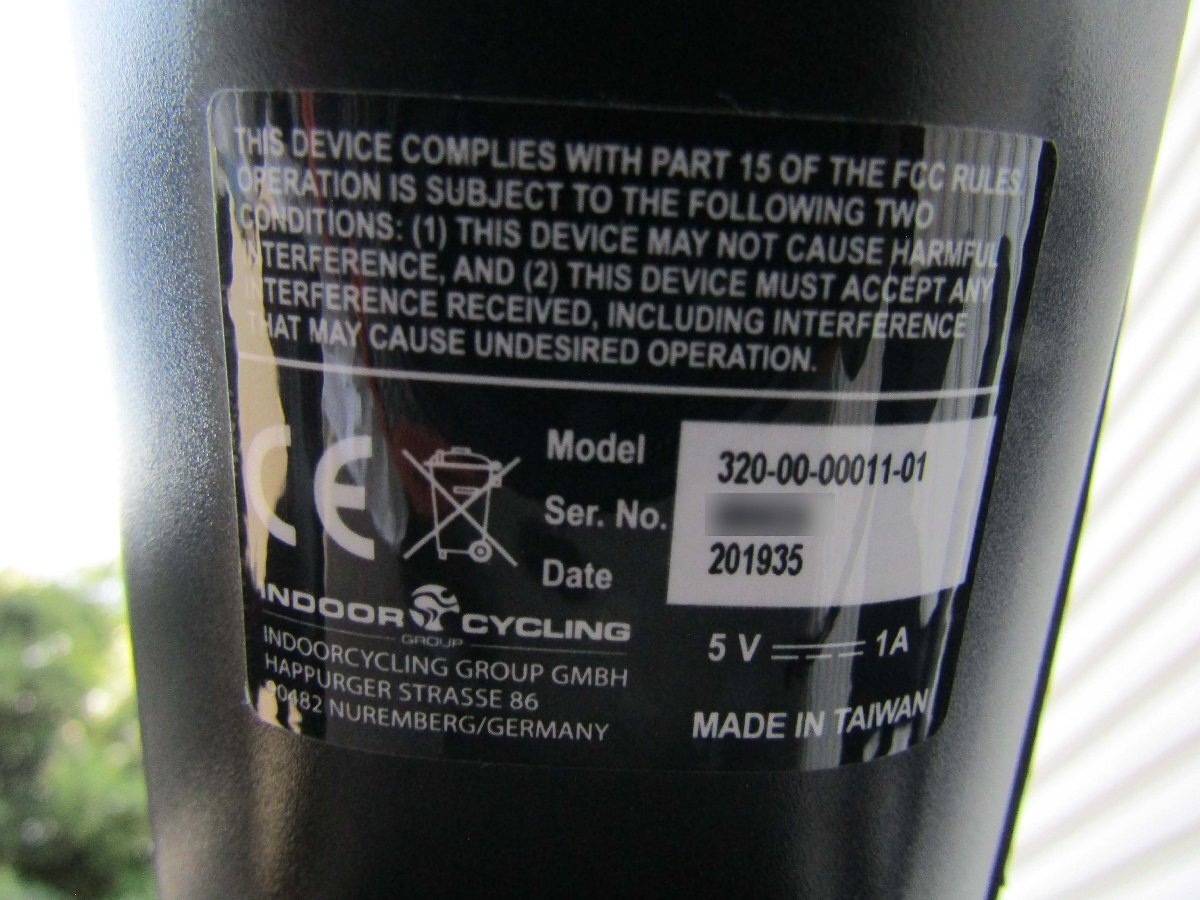 THIS DEVICE COMPLIES WITH PART 15 OF THE FCC RULES.
OPERATION IS SUBJECT TO THE FOLLOWING TWO
CONDITIONS: (1) THIS DEVICE MAY NOT CAUSE HARMFUL
INTERFERENCE, AND (2) THIS DEVICE MUST ACCEPT ANY
INTERFERENCE RECEIVED, INCLUDING INTERFERENCE
THAT MAY CAUSE UNDESIRED OPERATION.
CE
Model 320-00-00011-01
Ser. No.
Date 201935
INDOOR CYCLING
GROUP
INDOORCYCLING GROUP GMBH
HAPPURGER STRASSE 86
90482 NUREMBERG/GERMANY
5 V 1A
MADE IN TAIWAN